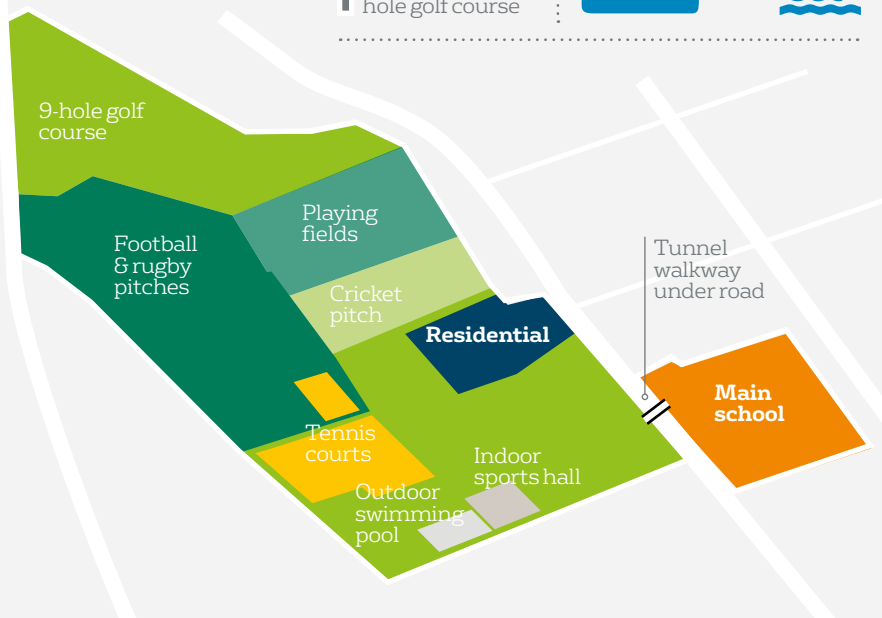 hole golf course
9-hole golf
course
Playing
fields
Football
& rugby
pitches
Tunnel
walkway
under road
Cricket
pitch
Residential
Main
school
Tennis
courts
Indoor
sports hall
Outdoor
swimming
pool